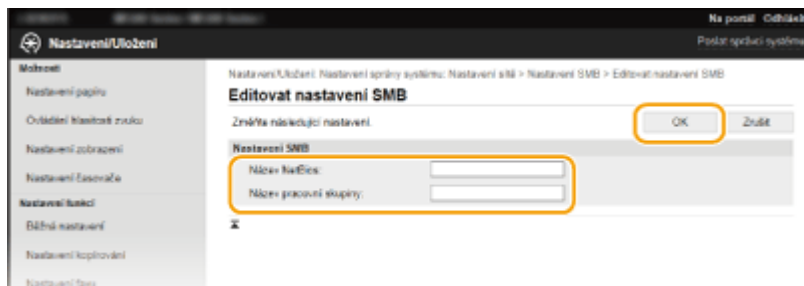 Na portál Odhlásit
Nastavení/Uložení
Poslat správci systému
Možnosti
Nastavení papíru
Ovládání hlasitosti zvuku
Nastavení zobrazení
Nastavení časovače
Nastavení funkcí
Běžná nastavení
Nastavení kopírování
Nastavení faxu
Nastavení/Uložení: Nastavení správy systému: Nastavení sítě > Nastavení SMB > Editovat nastavení SMB
Editovat nastavení SMB
Změňte následující nastavení.
OK
Zrušit
Nastavení SMB
Název NetBios:
Název pracovní skupiny: